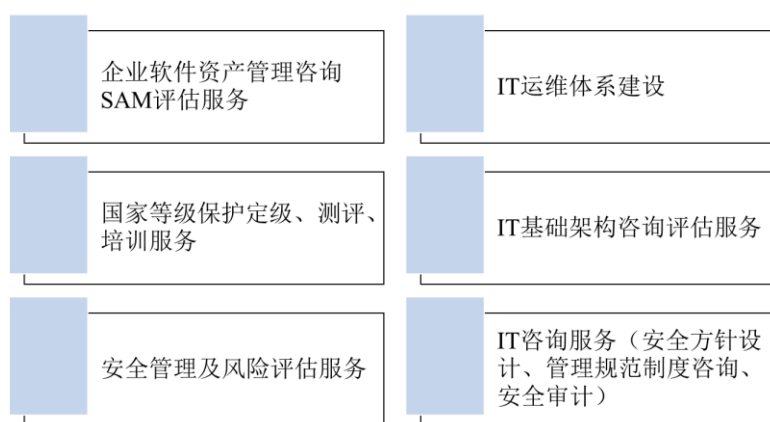 企业软件资产管理咨询
SAM评估服务
IT运维体系建设
国家等级保护定级、测评、
培训服务
IT基础架构咨询评估服务
安全管理及风险评估服务
IT咨询服务（安全方针设
计、管理规范制度咨询、
安全审计）